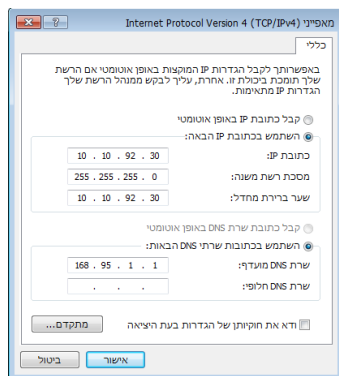 מאפייני Internet Protocol Version 4 (TCP/IPv4)
כללי
באפשרותך לקבל הגדרות IP המוקצות באופן אוטומטי אם הרשת
שלך תומכת ביכולת זו. אחרת, עליך לבקש ממנהל הרשת שלך
הגדרות IP מתאימות.
קבל כתובת IP באופן אוטומטי
השתמש בכתובת IP הבאה:
כתובת IP: 10 . 10 . 92 . 30
מסכת רשת משנה: 255 . 255 . 255 . 0
שער ברירת מחדל: 10 . 10 . 92 . 30
קבל כתובת שרת DNS באופן אוטומטי
השתמש בכתובות שרתי DNS הבאות:
שרת DNS מועדף: 168 . 95 . 1 . 1
שרת DNS חלופי: . . .
ודא את חוקיותן של הגדרות בעת היציאה
מתקדם...
אישור
ביטול